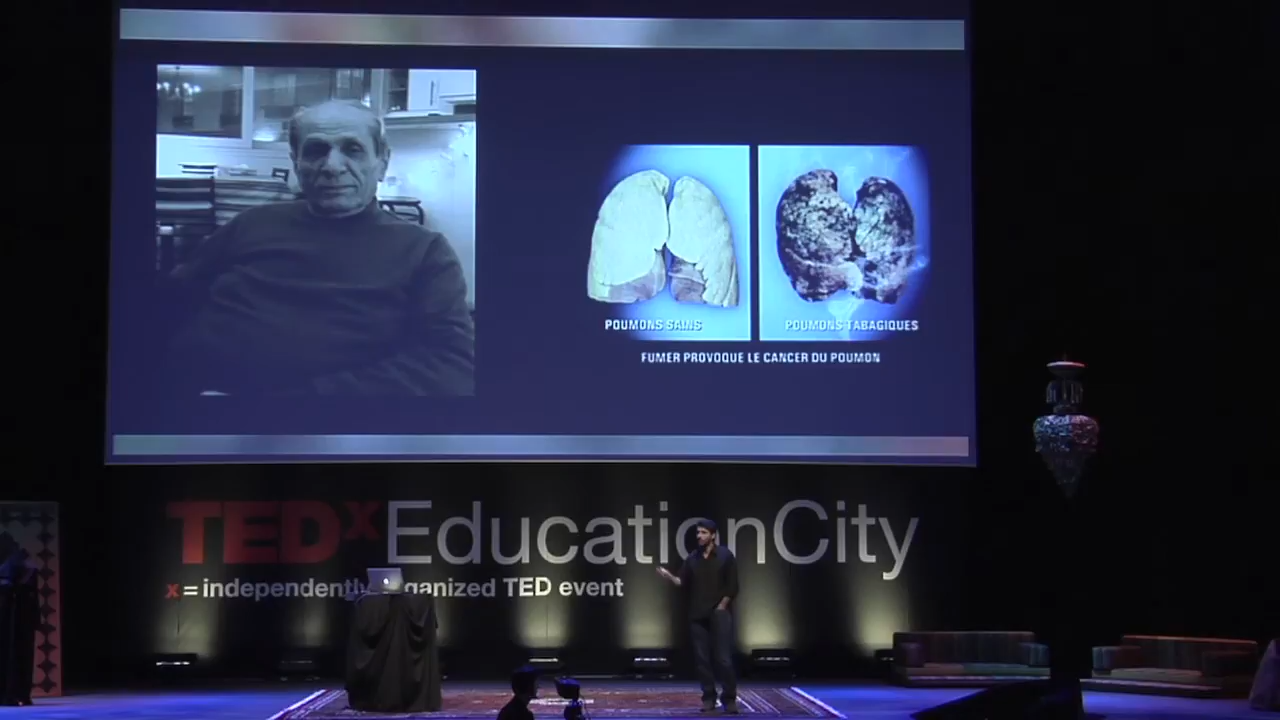 POUMONS SAINS
POUMONS TABAGIQUES
FUMER PROVOQUE LE CANCER DU POUMON
TEDx EducationCity
x = independently organized TED event